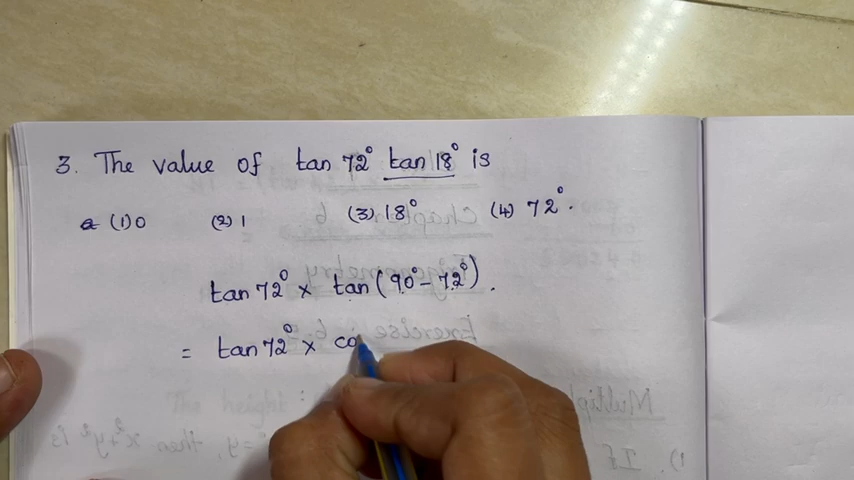 3. The value of tan 72° tan 18° is
(1) 0 (2) 1 (3) 18° (4) 72°.
tan 72° × tan (90° - 72°).
= tan 72° × co